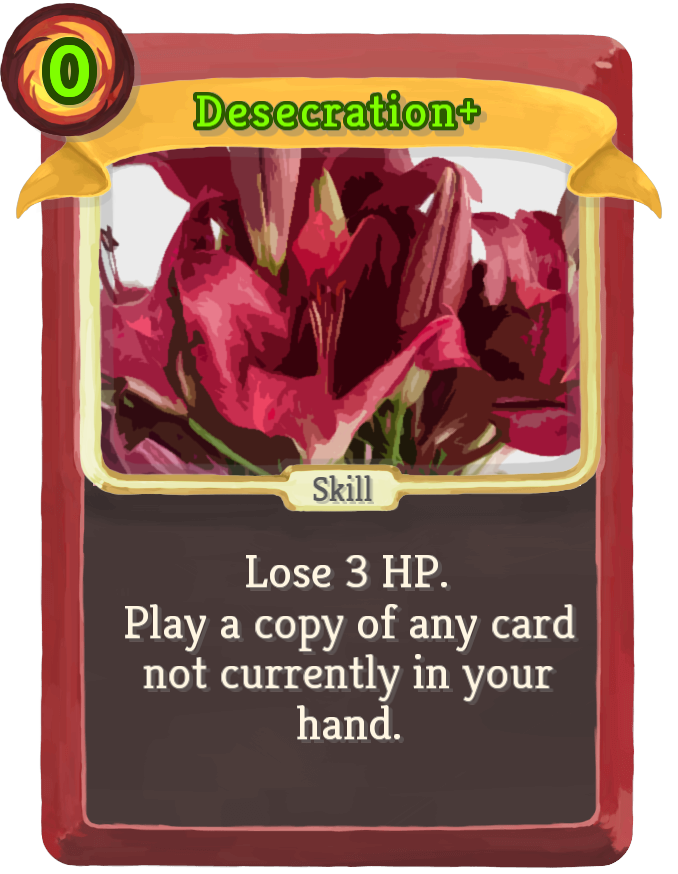 0
Desecration+
Skill
Lose 3 HP.
Play a copy of any card
not currently in your
hand.